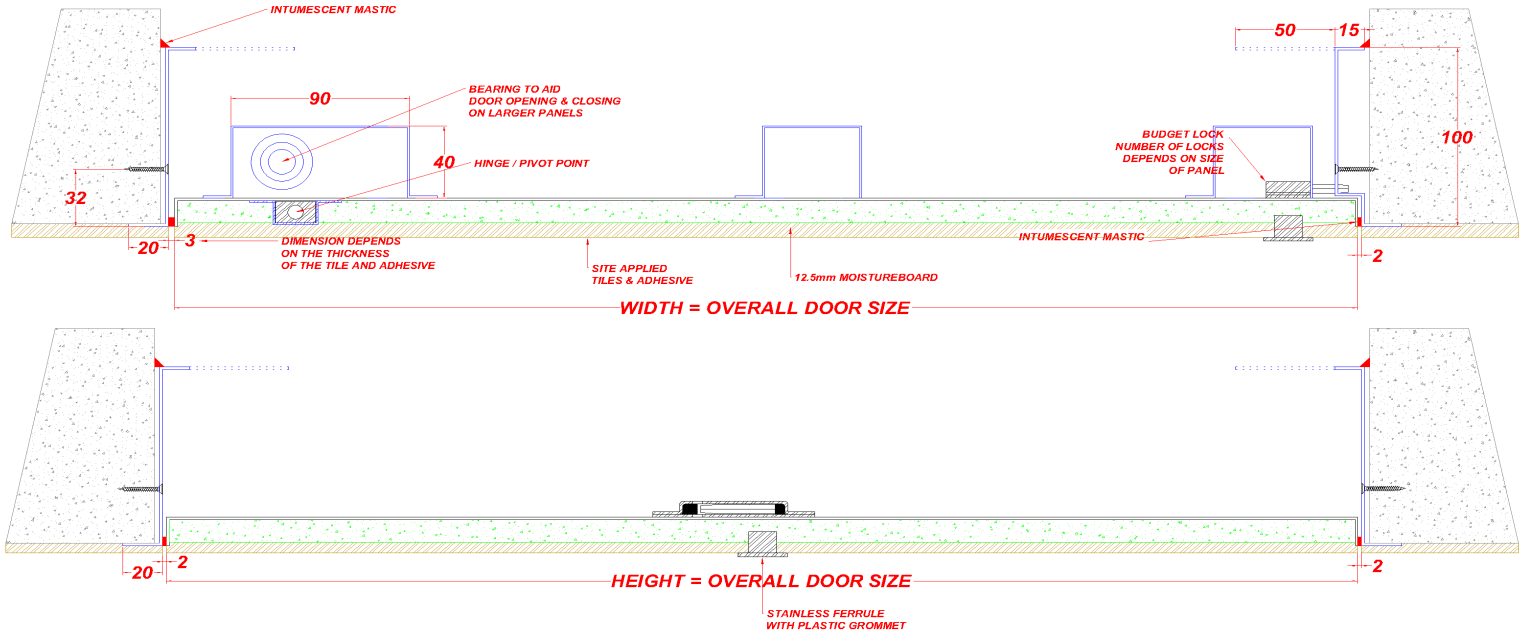 INTUMESCENT MASTIC
50
15
BEARING TO AID
DOOR OPENING & CLOSING
ON LARGER PANELS
90
BUDGET LOCK
NUMBER OF LOCKS
DEPENDS ON SIZE
OF PANEL
100
40
HINGE / PIVOT POINT
32
20
3
DIMENSION DEPENDS
ON THE THICKNESS
OF THE TILE AND ADHESIVE
INTUMESCENT MASTIC
2
SITE APPLIED
TILES & ADHESIVE
12.5mm MOISTUREBOARD
WIDTH = OVERALL DOOR SIZE
2
20
HEIGHT = OVERALL DOOR SIZE
2
STAINLESS FERRULE
WITH PLASTIC GROMMET